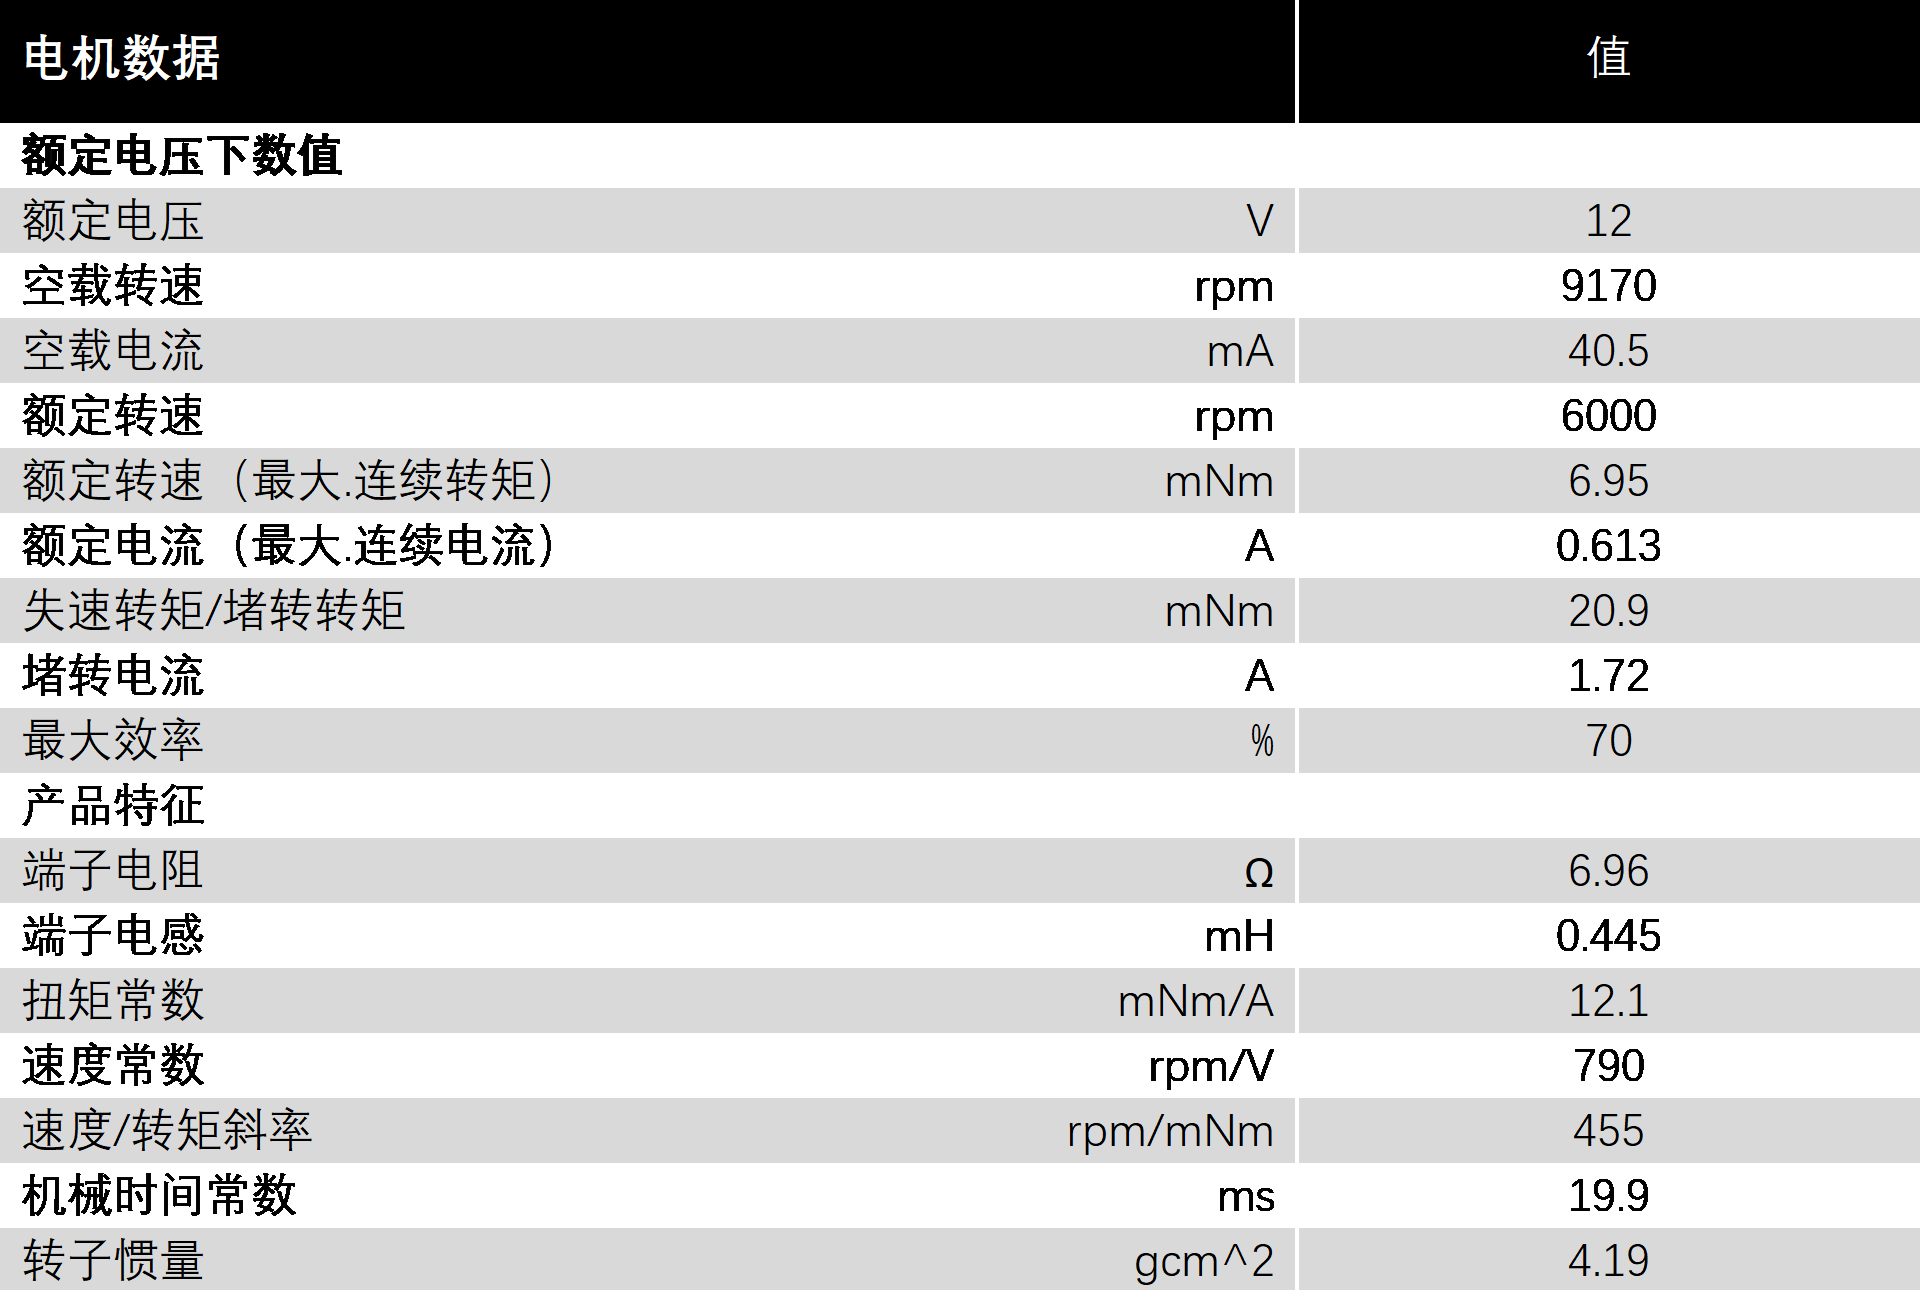 电机数据 值
额定电压下数值
额定电压 V 12
空载转速 rpm 9170
空载电流 mA 40.5
额定转速 rpm 6000
额定转速（最大.连续转矩） mNm 6.95
额定电流（最大.连续电流） A 0.613
失速转矩/堵转转矩 mNm 20.9
堵转电流 A 1.72
最大效率 % 70
产品特征
端子电阻 Ω 6.96
端子电感 mH 0.445
扭矩常数 mNm/A 12.1
速度常数 rpm/V 790
速度/转矩斜率 rpm/mNm 455
机械时间常数 ms 19.9
转子惯量 gcm^2 4.19